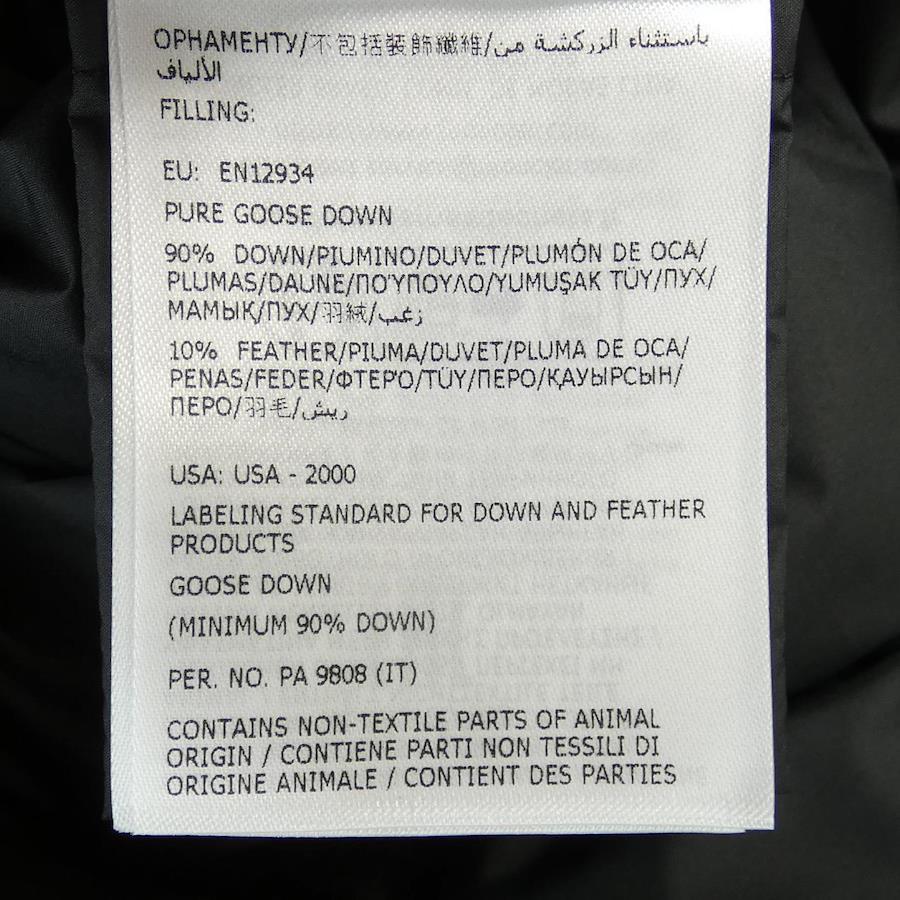 ОРНАМЕНТУ/不包括裝飾纖維/باستثناء الزركشة من
الألياف
FILLING:
EU: EN12934
PURE GOOSE DOWN
90% DOWN/PIUMINO/DUVET/PLUMÓN DE OCA/
PLUMAS/DAUNE/ΠΟΎΠΟΥΛΟ/YUMUŞAK TÜY/ПУХ/
МАМЫҚ/ПУХ/羽絨/زغب
10% FEATHER/PIUMA/DUVET/PLUMA DE OCA/
PENAS/FEDER/ΦΤΕΡΌ/TÜY/ПЕРО/ҚАУЫРСЫН/
ПЕРО/羽毛/ريش
USA: USA - 2000
LABELING STANDARD FOR DOWN AND FEATHER
PRODUCTS
GOOSE DOWN
(MINIMUM 90% DOWN)
PER. NO. PA 9808 (IT)
CONTAINS NON-TEXTILE PARTS OF ANIMAL
ORIGIN / CONTIENE PARTI NON TESSILI DI
ORIGINE ANIMALE / CONTIENT DES PARTIES